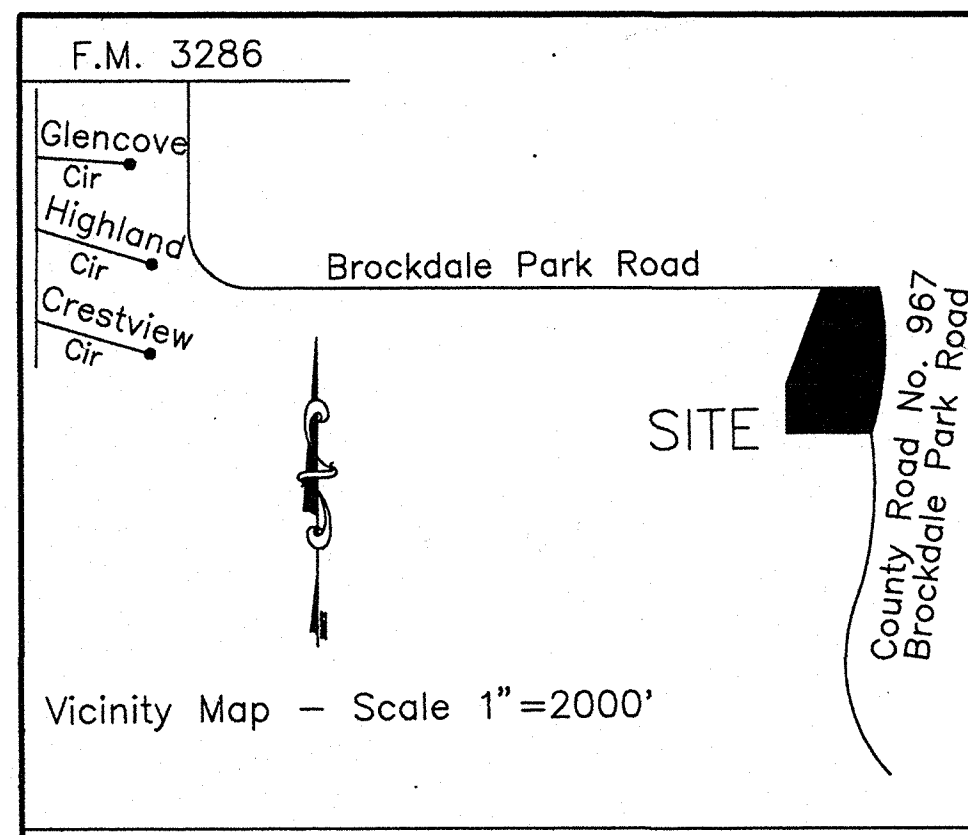 F.M. 3286
Glencove
Cir
Highland
Cir
Crestview
Cir
Brockdale Park Road
County Road No. 967
Brockdale Park Road
SITE
Vicinity Map – Scale 1"=2000'